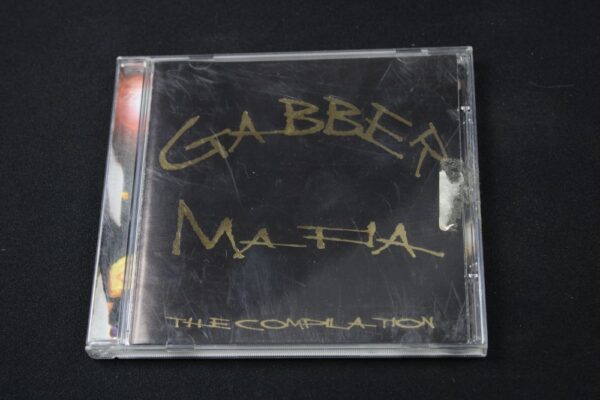 GABBER
MAFIA
THE COMPILATION